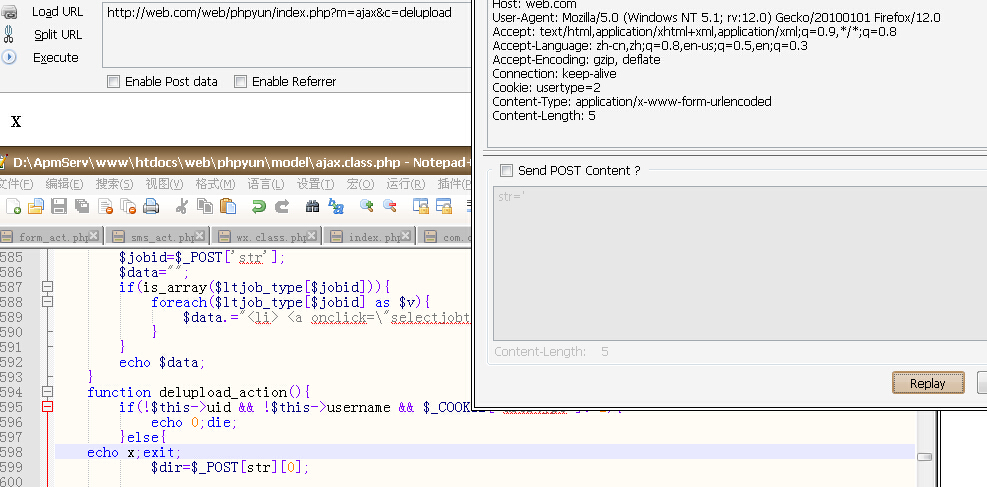 Load URL
http://web.com/web/phpyun/index.php?m=ajax&c=delupload
Split URL
Execute
Enable Post data
Enable Referrer
x
Host: web.com
User-Agent: Mozilla/5.0 (Windows NT 5.1; rv:12.0) Gecko/20100101 Firefox/12.0
Accept: text/html,application/xhtml+xml,application/xml;q=0.9,*/*;q=0.8
Accept-Language: zh-cn,zh;q=0.8,en-us;q=0.5,en;q=0.3
Accept-Encoding: gzip, deflate
Connection: keep-alive
Cookie: usertype=2
Content-Type: application/x-www-form-urlencoded
Content-Length: 5
Send POST Content ?
str='
Content-Length: 5
Replay
D:\ApmServ\www\htdocs\web\phpyun\model\ajax.class.php - Notepad+
文件(F) 编辑(E) 搜索(S) 视图(V) 格式(M) 语言(L) 设置(T) 宏(O) 运行(R) 插件(P
form_act.php sms_act.php wx.class.php index.php com.c
585 $jobid=$_POST['str'];
586 $data="";
587 if(is_array($ltjob_type[$jobid])){
588 foreach($ltjob_type[$jobid] as $v){
589 $data.="<li> <a onclick=\"selectjobt
590 }
591 }
592 echo $data;
593 }
594 function delupload_action(){
595 if(!$this->uid && !$this->username &&
596 echo 0;die;
597 }else{
598 echo x;exit;
599 $dir=$_POST[str][0];
600